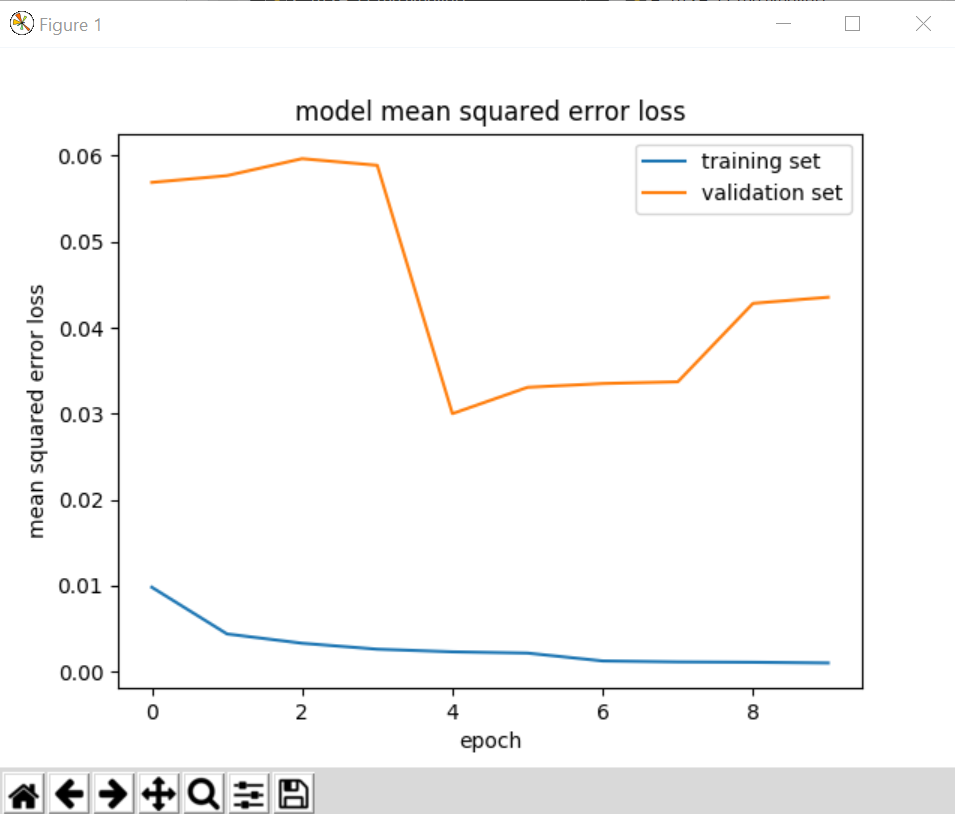 Figure 1
model mean squared error loss
training set
validation set
mean squared error loss
0.06
0.05
0.04
0.03
0.02
0.01
0.00
0 2 4 6 8
epoch